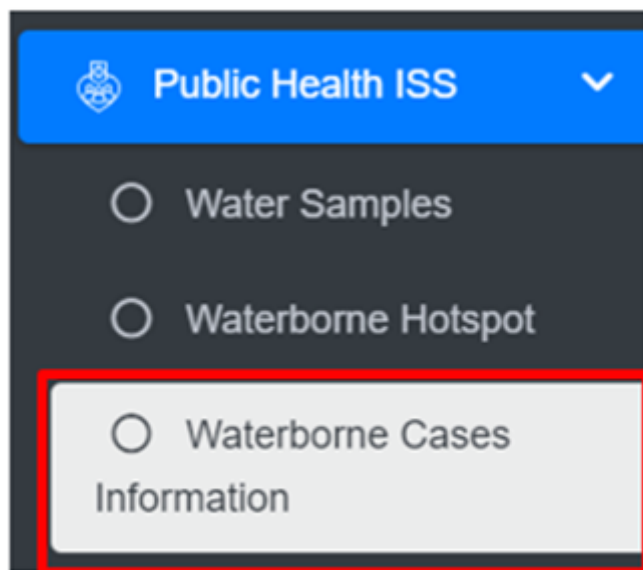 Public Health ISS
Water Samples
Waterborne Hotspot
Waterborne Cases
Information